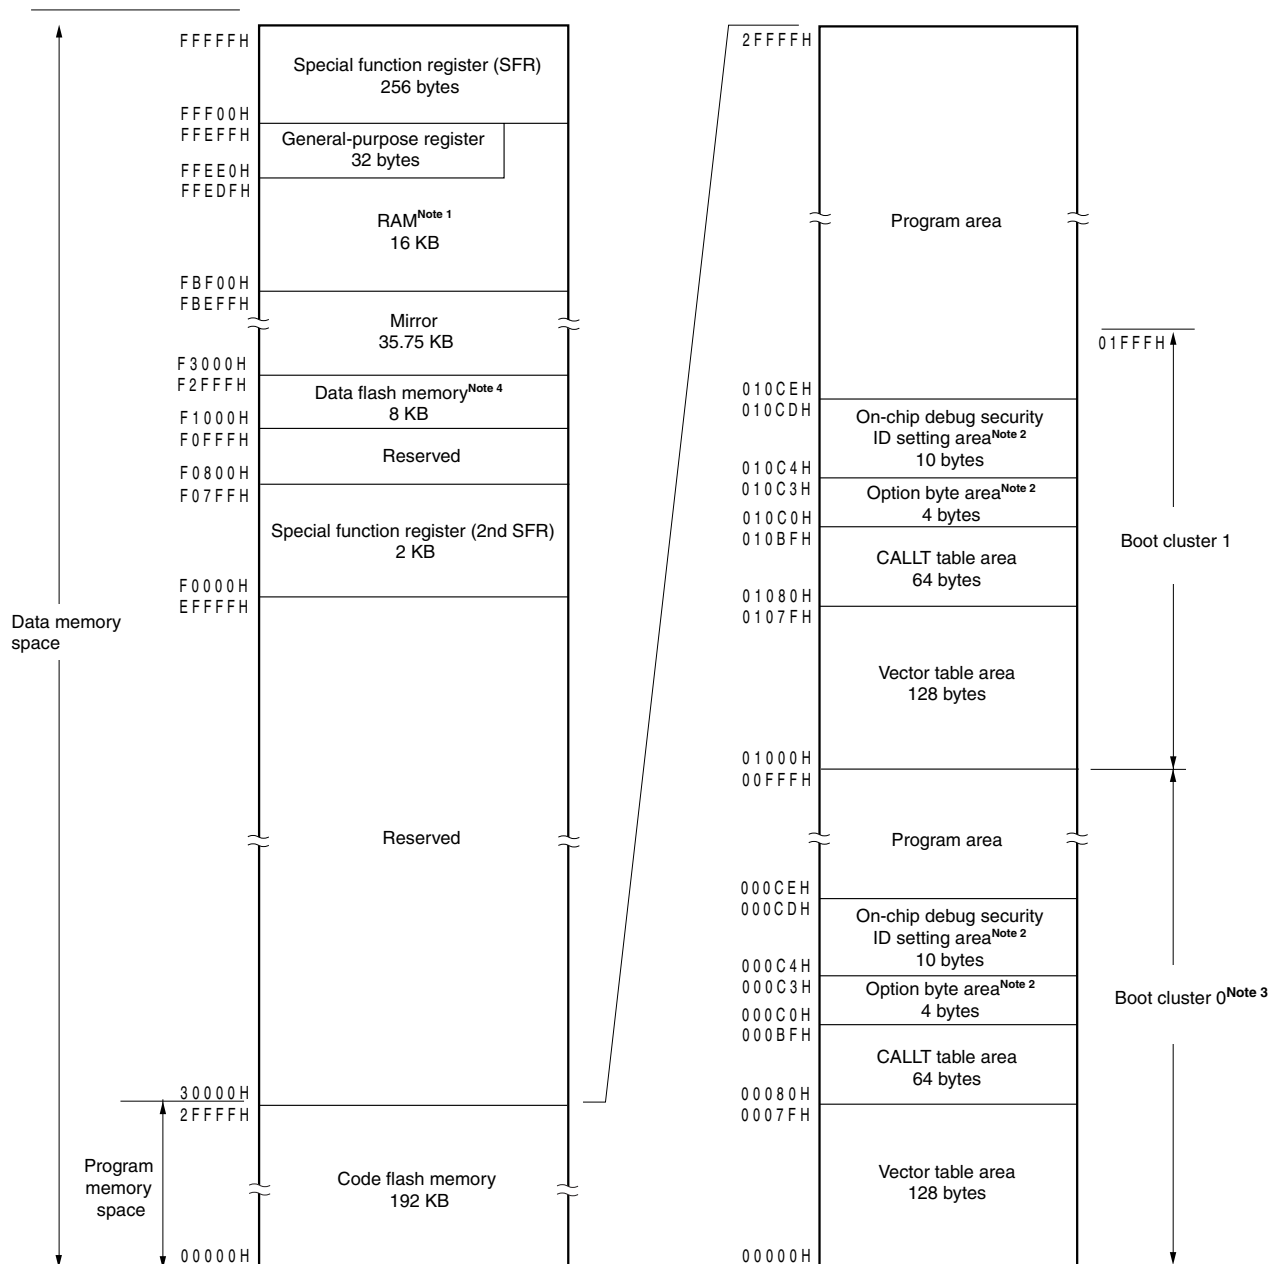 FFFFFH
Special function register (SFR)
256 bytes
FFF00H
FFEFFH
General-purpose register
32 bytes
FFEE0H
FFEDFH
RAMNote 1
16 KB
FBF00H
FBEFFH
Mirror
35.75 KB
F3000H
F2FFFH
Data flash memoryNote 4
8 KB
F1000H
F0FFFH
Reserved
F0800H
F07FFH
Special function register (2nd SFR)
2 KB
F0000H
EFFFFH
Data memory
space
Reserved
30000H
2FFFFH
Program
memory
space
Code flash memory
192 KB
00000H
2FFFFH
Program area
01FFFH
010CEH
010CDH
On-chip debug security
ID setting areaNote 2
10 bytes
010C4H
010C3H
Option byte areaNote 2
4 bytes
010C0H
010BFH
Boot cluster 1
CALLT table area
64 bytes
01080H
0107FH
Vector table area
128 bytes
01000H
00FFFH
Program area
000CEH
000CDH
On-chip debug security
ID setting areaNote 2
10 bytes
000C4H
000C3H
Option byte areaNote 2
4 bytes
Boot cluster 0Note 3
000C0H
000BFH
CALLT table area
64 bytes
00080H
0007FH
Vector table area
128 bytes
00000H